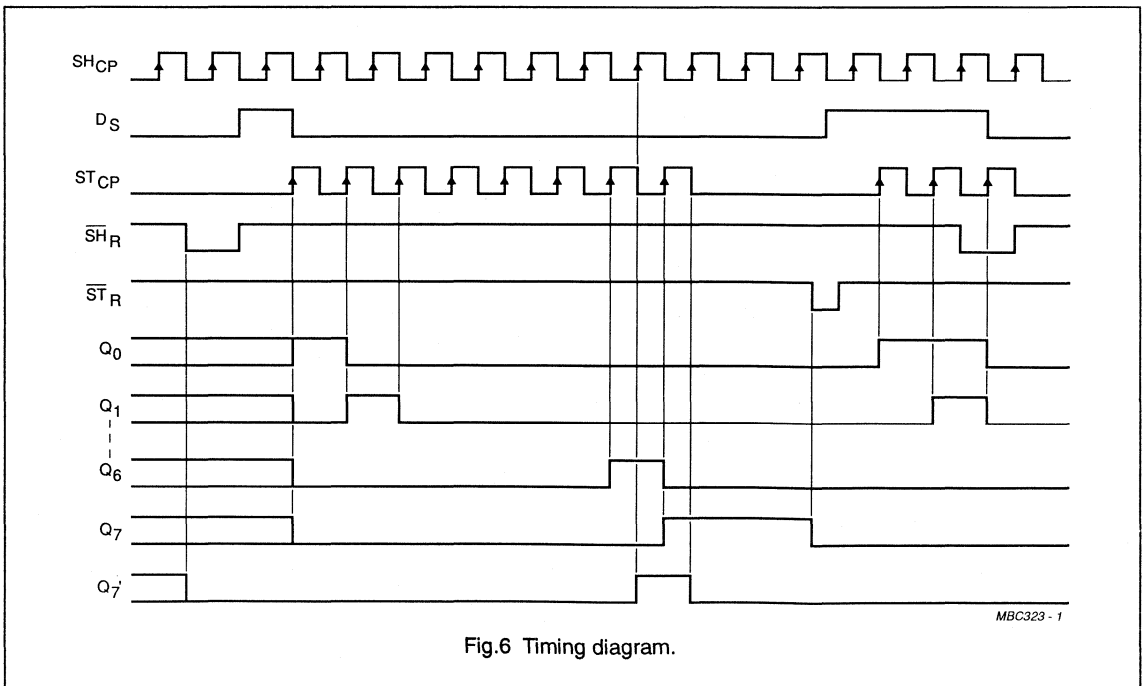 SHCP
DS
STCP
SHR
STR
Q0
Q1
Q6
Q7
Q7'
MBC323 - 1
Fig.6 Timing diagram.